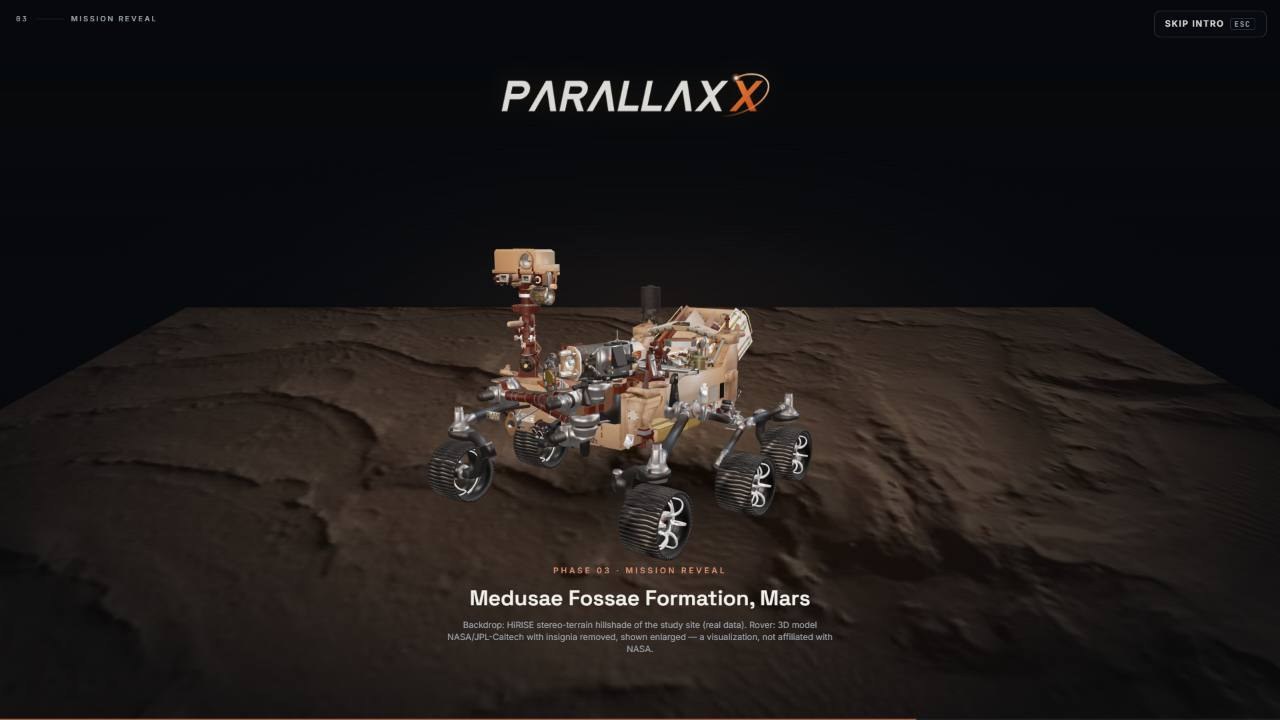 03 MISSION REVEAL
SKIP INTRO ESC
PARALLAX X
PHASE 03 · MISSION REVEAL
Medusae Fossae Formation, Mars
Backdrop: HiRISE stereo-terrain hillshade of the study site (real data). Rover: 3D model
NASA/JPL-Caltech with insignia removed, shown enlarged — a visualization, not affiliated with
NASA.